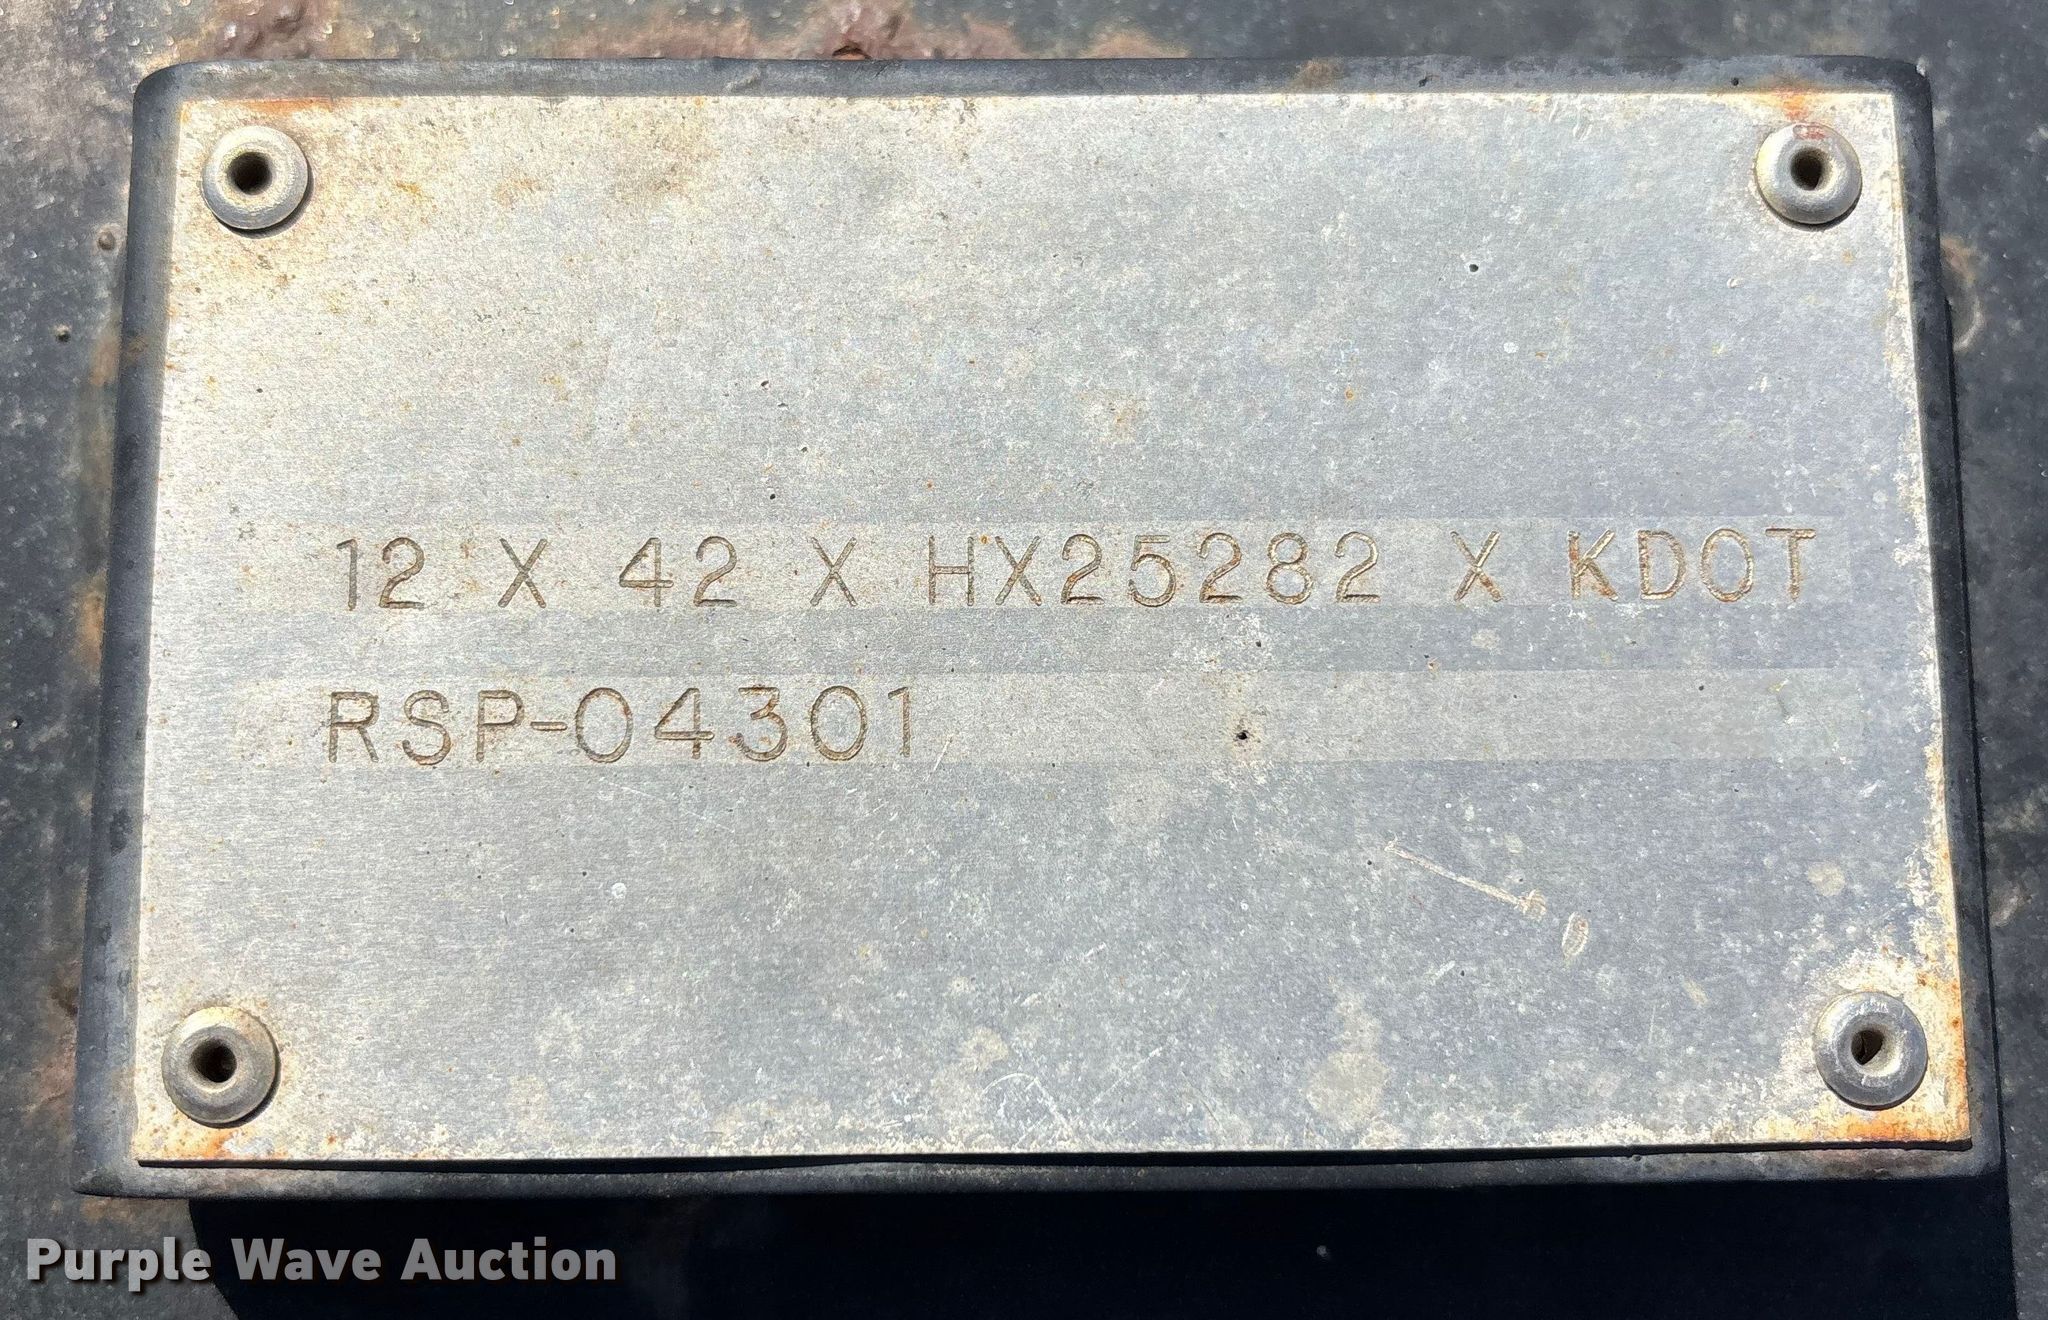 12 X 42 X HX25282 X KDOT
RSP-04301
Purple Wave Auction